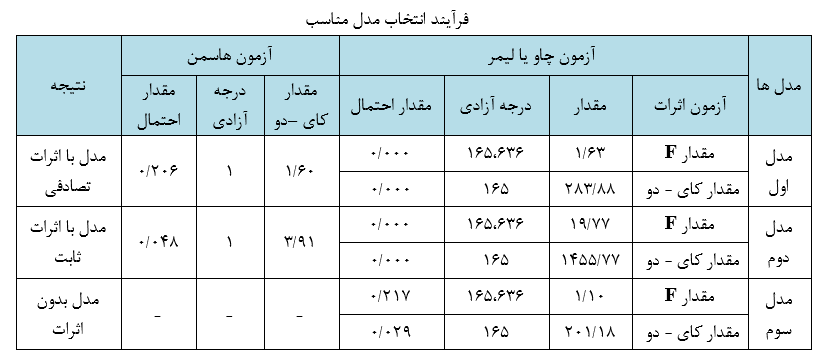 فرآیند انتخاب مدل مناسب
مدل ها آزمون چاو یا لیمر آزمون هاسمن نتیجه
آزمون اثرات مقدار درجه آزادی مقدار احتمال مقدار کای –دو درجه آزادی مقدار احتمال
مدل اول مقدار F ۱/۶۳ ۱۶۵،۶۳۶ ۰/۰۰۰ ۱/۶۰ ۱ ۰/۲۰۶ مدل با اثرات تصادفی
مقدار کای - دو ۲۸۳/۸۸ ۱۶۵ ۰/۰۰۰
مدل دوم مقدار F ۱۹/۷۷ ۱۶۵،۶۳۶ ۰/۰۰۰ ۳/۹۱ ۱ ۰/۰۴۸ مدل با اثرات ثابت
مقدار کای - دو ۱۴۵۵/۷۷ ۱۶۵ ۰/۰۰۰
مدل سوم مقدار F ۱/۱۰ ۱۶۵،۶۳۶ ۰/۲۱۷ - - - مدل بدون اثرات
مقدار کای - دو ۲۰۱/۱۸ ۱۶۵ ۰/۰۲۹